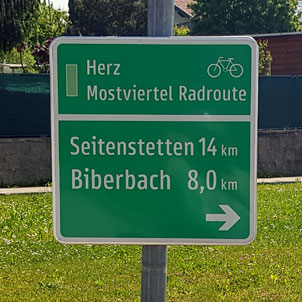 Herz
Mostviertel Radroute
Seitenstetten 14 km
Biberbach 8,0 km